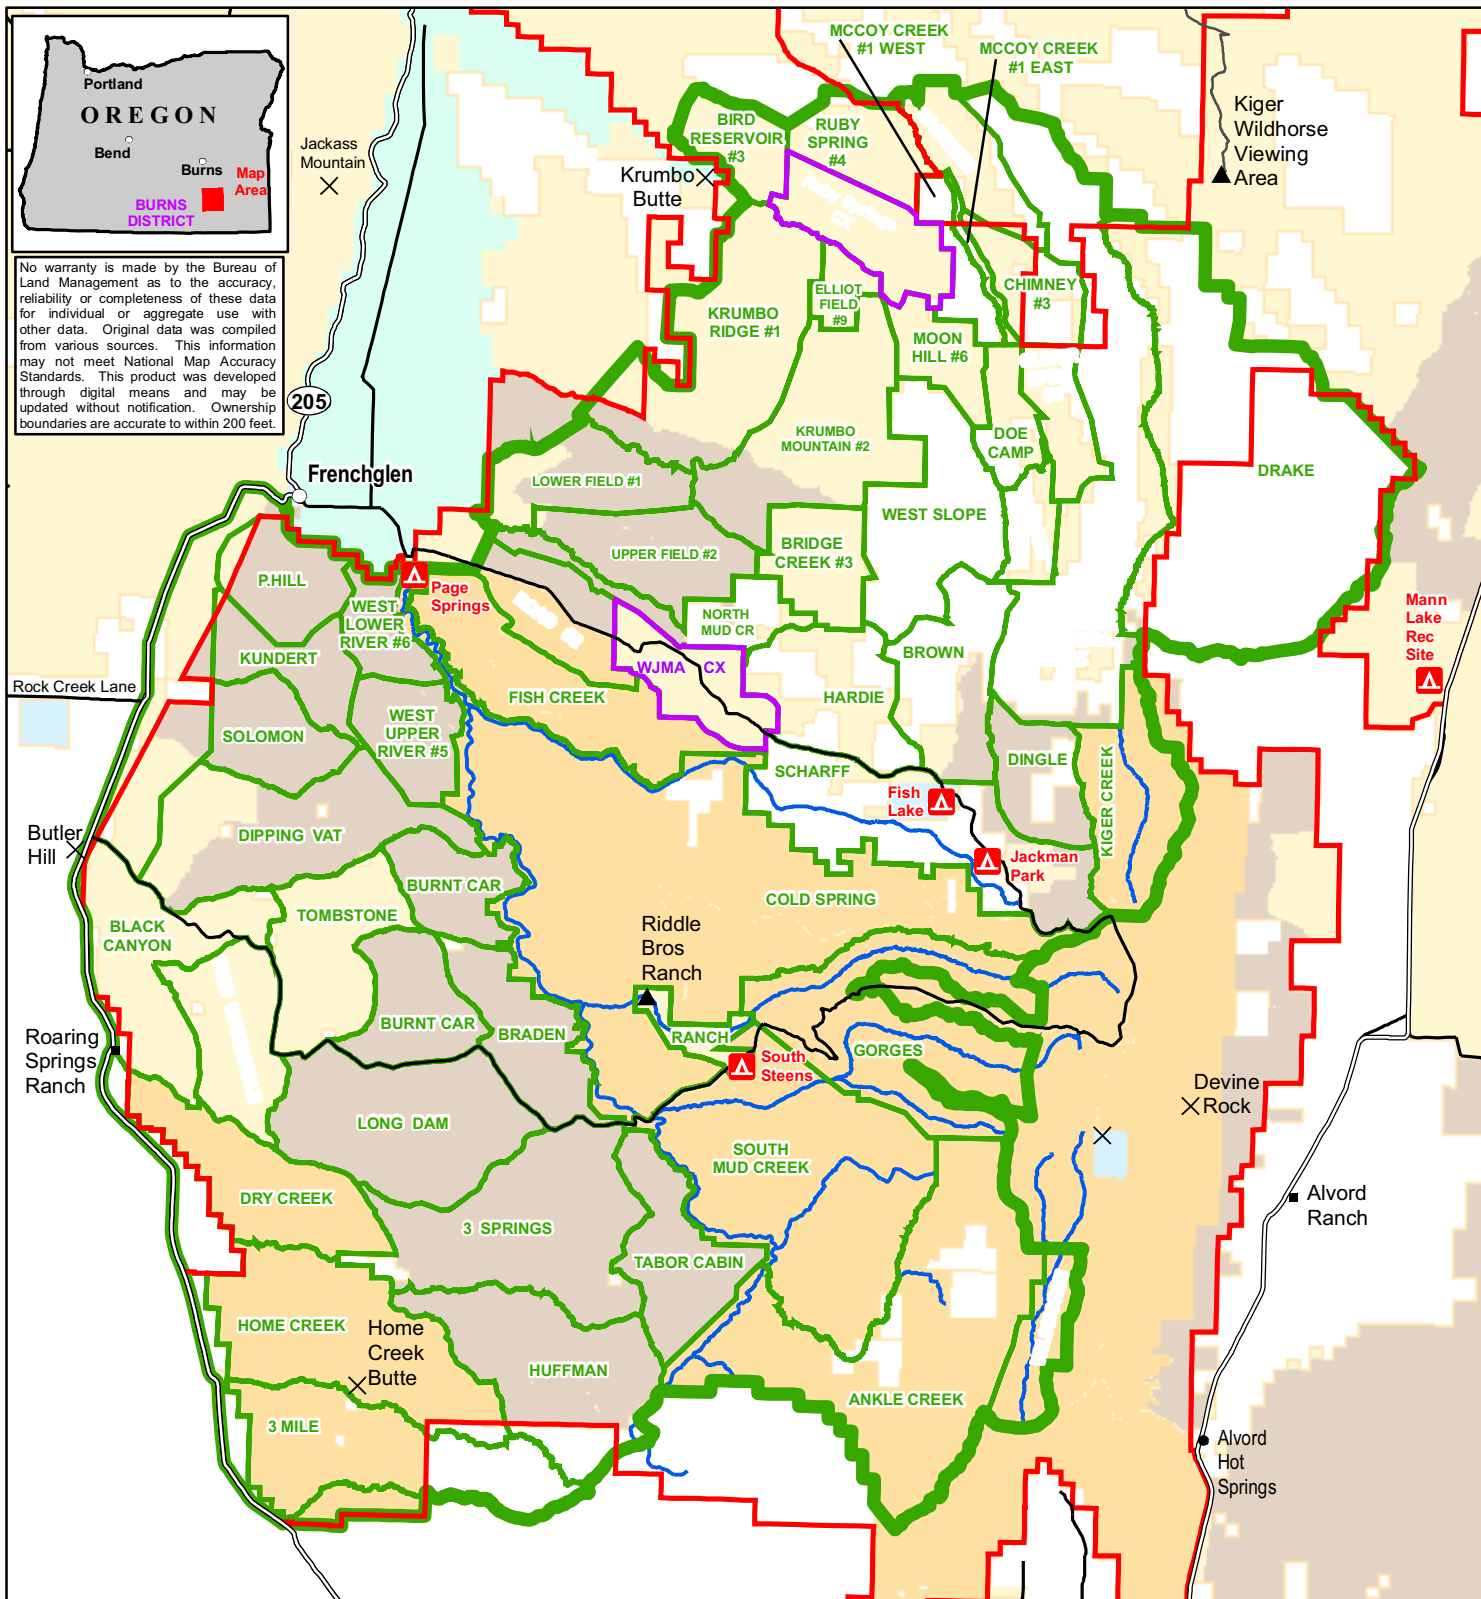 Portland
OREGON
Bend
Burns
Map
Area
BURNS
DISTRICT
No warranty is made by the Bureau of
Land Management as to the accuracy,
reliability or completeness of these data
for individual or aggregate use with
other data. Original data was compiled
from various sources. This information
may not meet National Map Accuracy
Standards. This product was developed
through digital means and may be
updated without notification. Ownership
boundaries are accurate to within 200 feet.
Jackass
Mountain
205
Frenchglen
Krumbo
Butte
MCCOY CREEK
#1 WEST
MCCOY CREEK
#1 EAST
Kiger
Wildhorse
Viewing
Area
BIRD
RESERVOIR
#3
RUBY
SPRING
#4
Ruby Springs
CX
KRUMBO
RIDGE #1
ELLIOT
FIELD
#9
CHIMNEY
#3
MOON
HILL #6
KRUMBO
MOUNTAIN #2
DOE
CAMP
DRAKE
LOWER FIELD #1
WEST SLOPE
UPPER FIELD #2
BRIDGE
CREEK #3
P.HILL
Page
Springs
WEST
LOWER
RIVER #6
NORTH
MUD CR
Mann
Lake
Rec
Site
KUNDERT
BROWN
WJMA CX
Rock Creek Lane
FISH CREEK
HARDIE
SOLOMON
WEST
UPPER
RIVER #5
SCHARFF
DINGLE
KIGER CREEK
Fish
Lake
Butler
Hill
DIPPING VAT
Jackman
Park
BURNT CAR
COLD SPRING
TOMBSTONE
BLACK
CANYON
Riddle
Bros
Ranch
BURNT CAR
BRADEN
RANCH
GORGES
Roaring
Springs
Ranch
South
Steens
Devine
Rock
LONG DAM
SOUTH
MUD CREEK
DRY CREEK
Alvord
Ranch
3 SPRINGS
TABOR CABIN
HOME CREEK
Home
Creek
Butte
HUFFMAN
ANKLE CREEK
3 MILE
Alvord
Hot
Springs